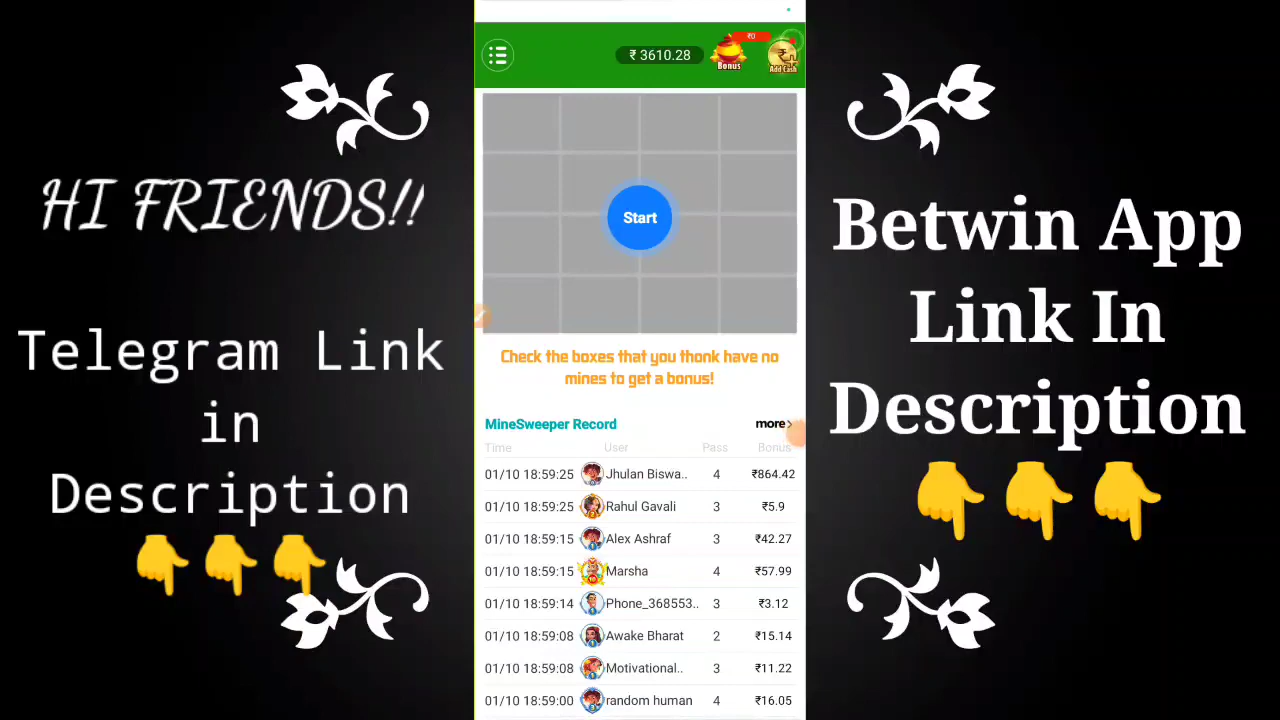 HI FRIENDS!!
Telegram Link
in
Description
₹ 3610.28
₹0
Bonus
Add Cash
Start
Check the boxes that you thonk have no
mines to get a bonus!
MineSweeper Record more>
Time User Pass Bonus
01/10 18:59:25 Jhulan Biswa.. 4 ₹864.42
01/10 18:59:25 Rahul Gavali 3 ₹5.9
01/10 18:59:15 Alex Ashraf 3 ₹42.27
01/10 18:59:15 Marsha 4 ₹57.99
01/10 18:59:14 Phone_368553.. 3 ₹3.12
01/10 18:59:08 Awake Bharat 2 ₹15.14
01/10 18:59:08 Motivational.. 3 ₹11.22
01/10 18:59:00 random human 4 ₹16.05
Betwin App
Link In
Description